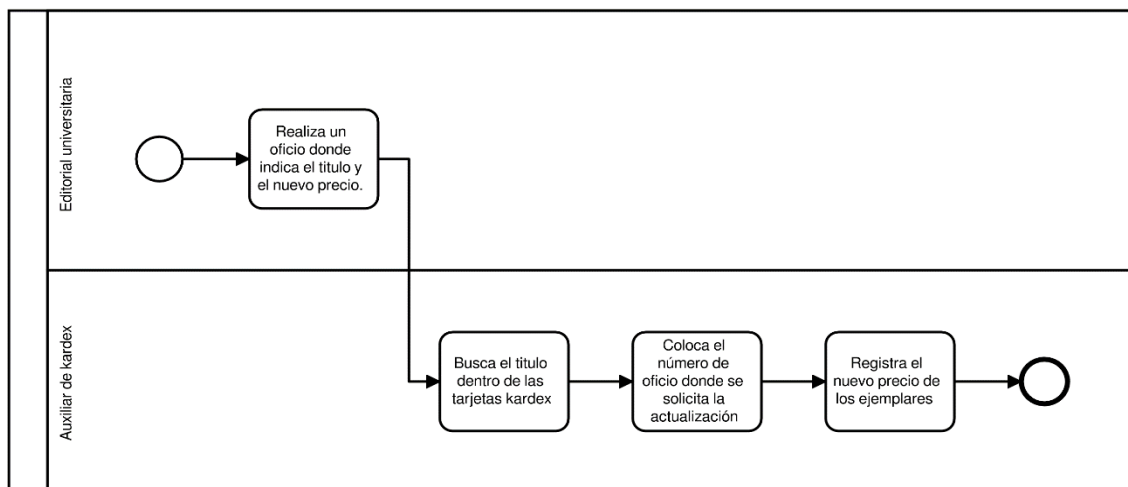 Editorial universitaria
Realiza un
oficio donde
indica el titulo y
el nuevo precio.
Auxiliar de kardex
Busca el titulo
dentro de las
tarjetas kardex
Coloca el
número de
oficio donde se
solicita la
actualización
Registra el
nuevo precio de
los ejemplares